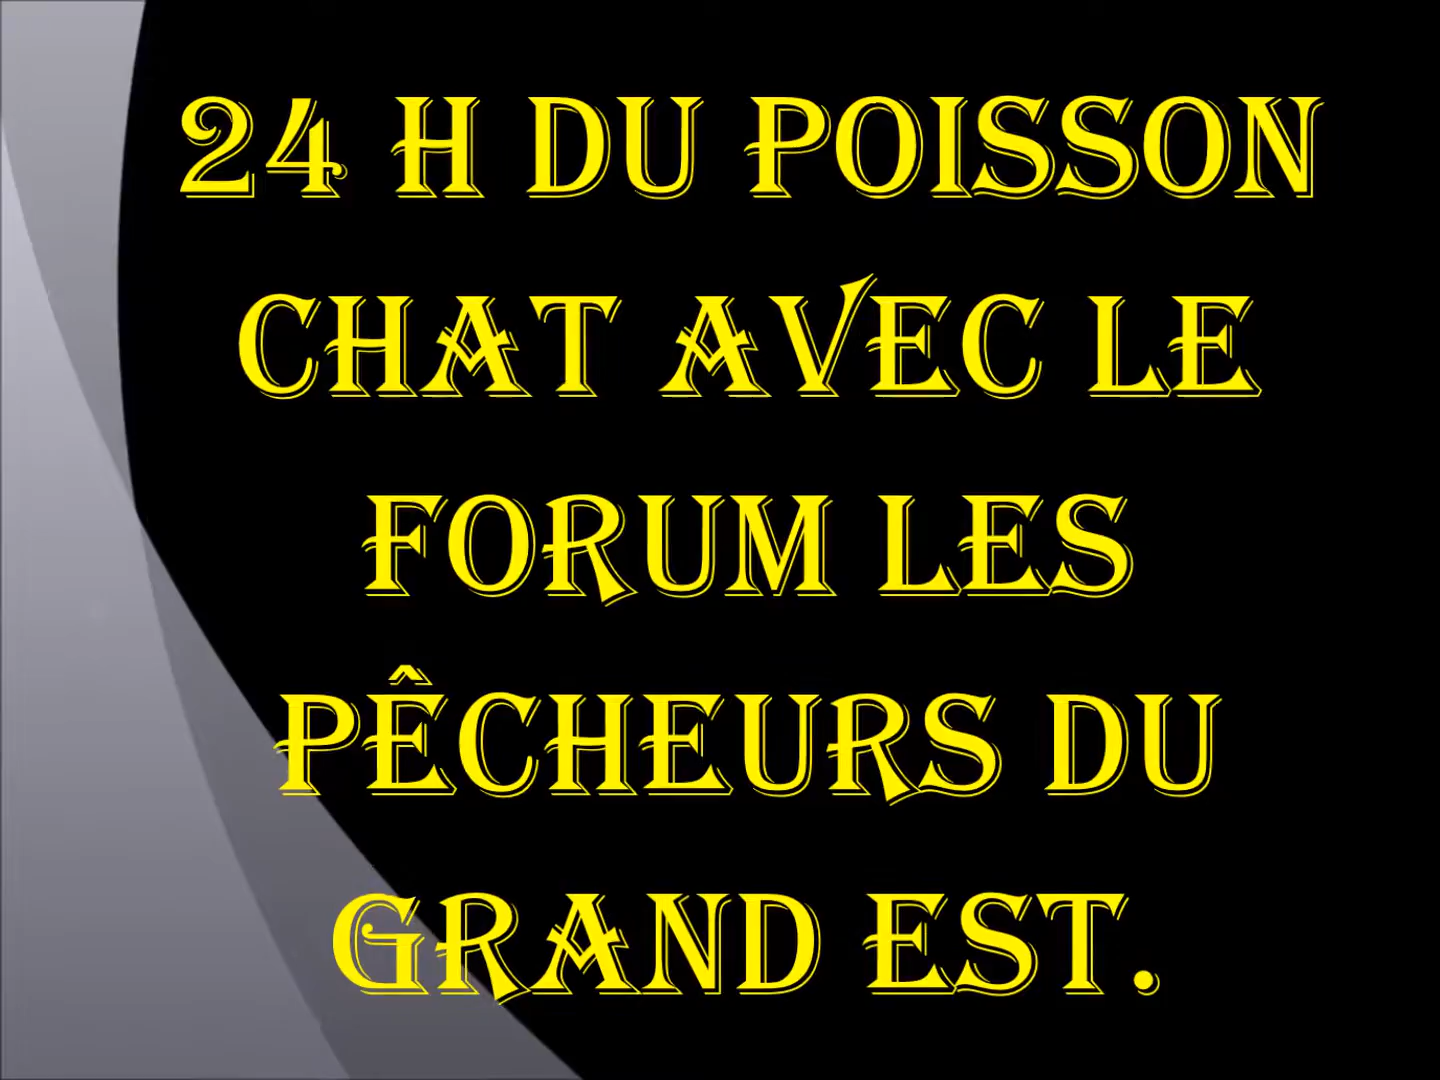 24 H DU POISSON
CHAT AVEC LE
FORUM LES
PÊCHEURS DU
GRAND EST.